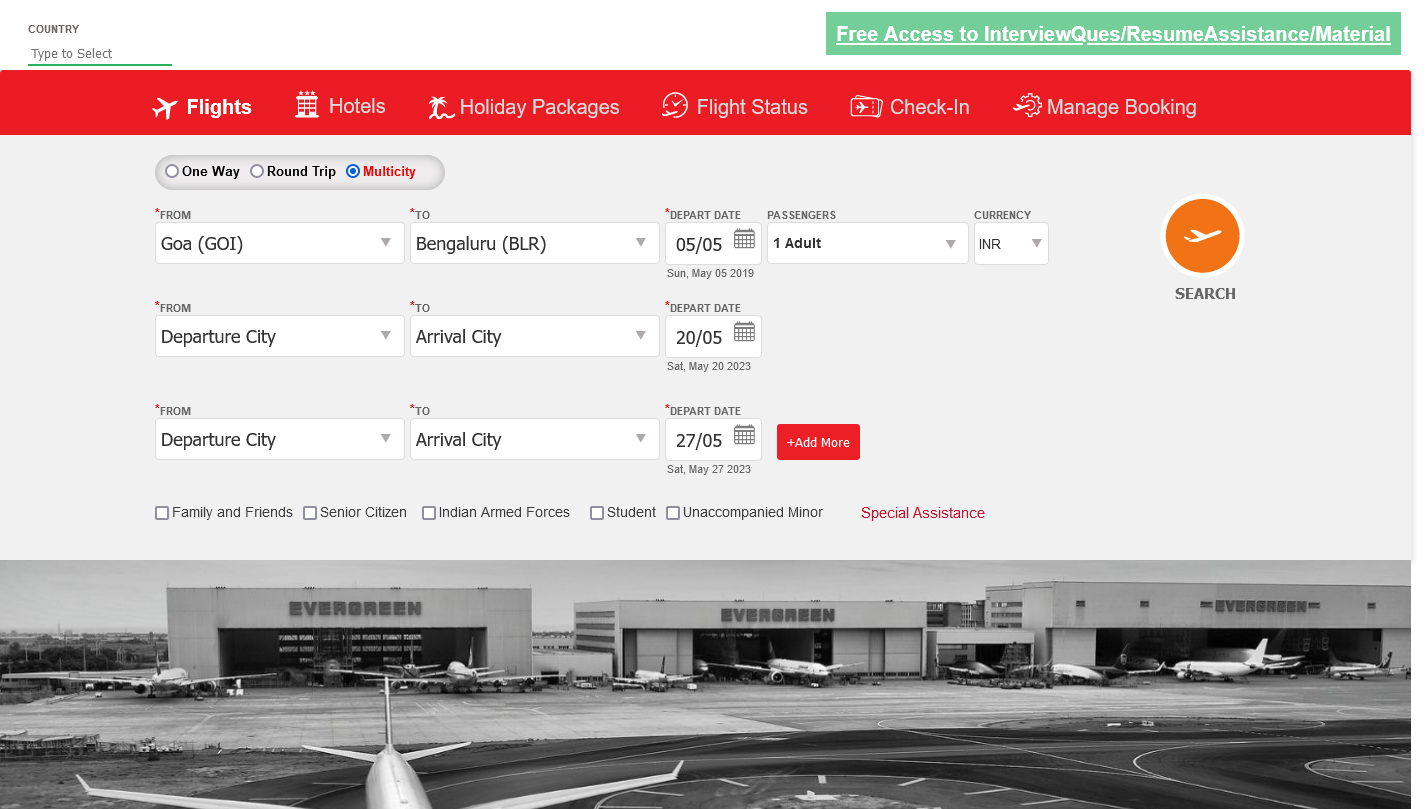 COUNTRY
Type to Select
Free Access to InterviewQues/ResumeAssistance/Material
Flights Hotels Holiday Packages Flight Status Check-In Manage Booking
One Way Round Trip Multicity
*FROM *TO *DEPART DATE PASSENGERS CURRENCY
Goa (GOI) Bengaluru (BLR) 05/05 1 Adult INR
Sun, May 05 2019
SEARCH
*FROM *TO *DEPART DATE
Departure City Arrival City 20/05
Sat, May 20 2023
*FROM *TO *DEPART DATE
Departure City Arrival City 27/05 +Add More
Sat, May 27 2023
Family and Friends Senior Citizen Indian Armed Forces Student Unaccompanied Minor Special Assistance
EVERGREEN EVERGREEN EVERGREEN